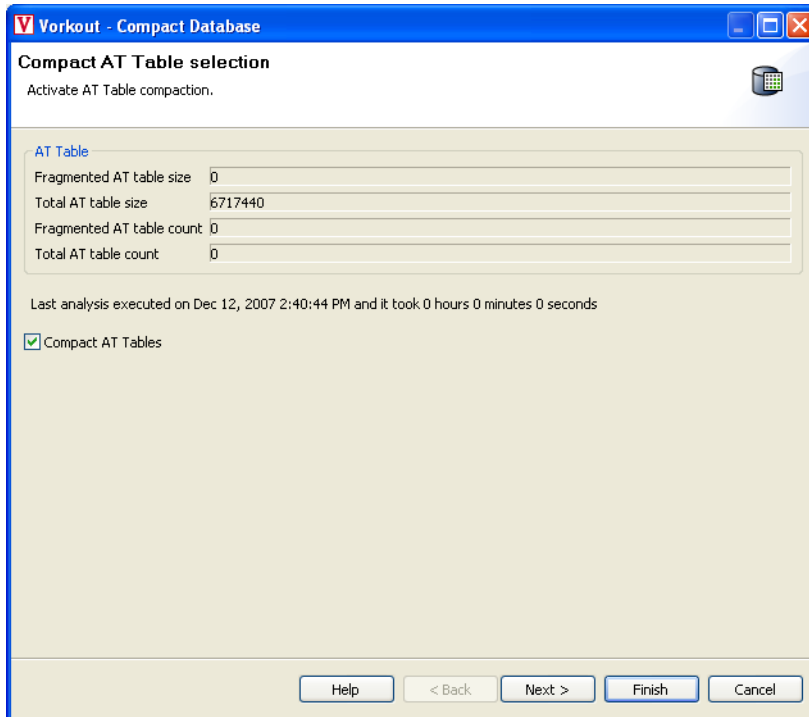 V Vorkout - Compact Database
Compact AT Table selection
Activate AT Table compaction.
AT Table
Fragmented AT table size 0
Total AT table size 6717440
Fragmented AT table count 0
Total AT table count 0
Last analysis executed on Dec 12, 2007 2:40:44 PM and it took 0 hours 0 minutes 0 seconds
Compact AT Tables
Help < Back Next > Finish Cancel